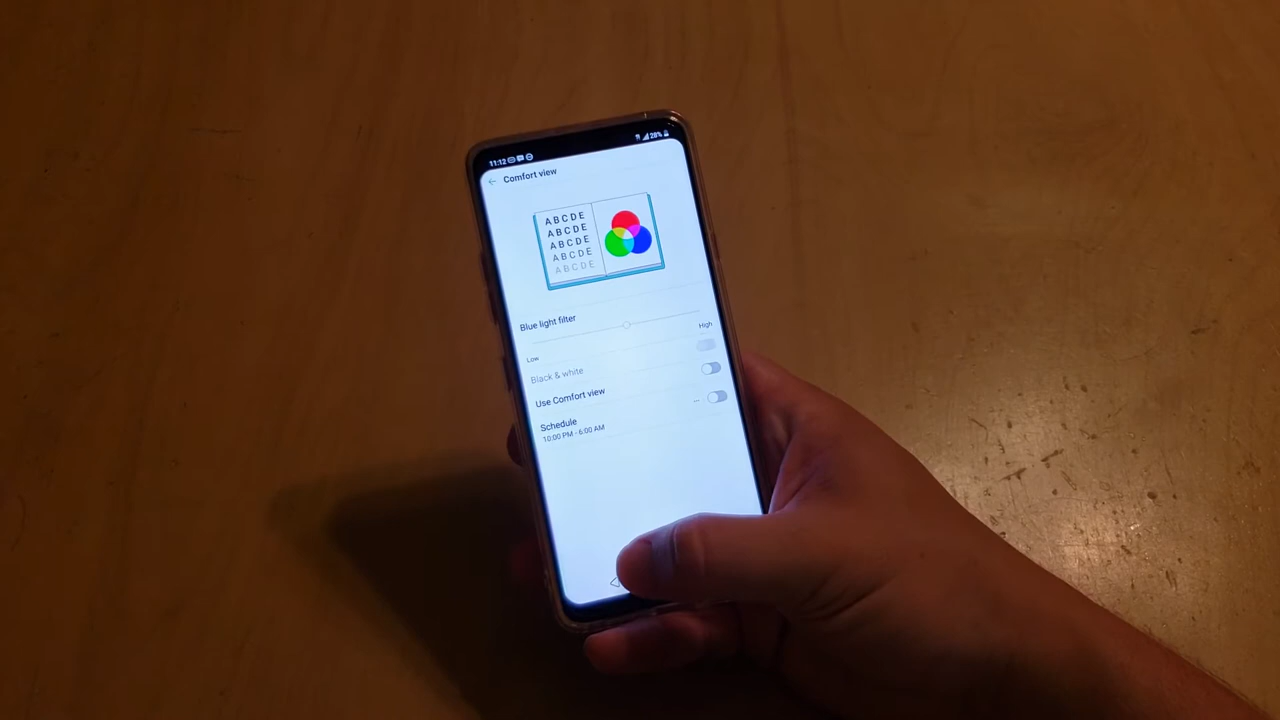 11:12
28%
Comfort view
ABCDE
ABCDE
ABCDE
ABCDE
ABCDE
Blue light filter
Low
High
Black & white
Use Comfort view
Schedule
10:00 PM - 6:00 AM